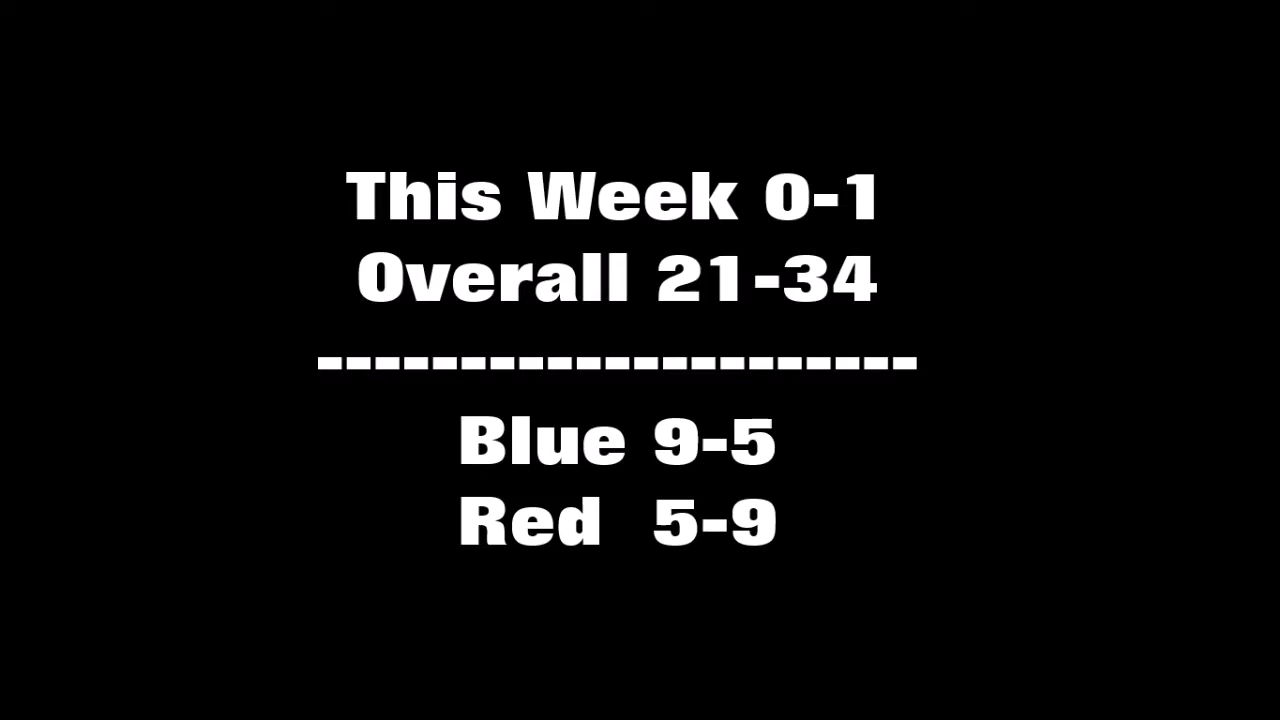 This Week 0-1
Overall 21-34
---------------------
Blue 9-5
Red  5-9